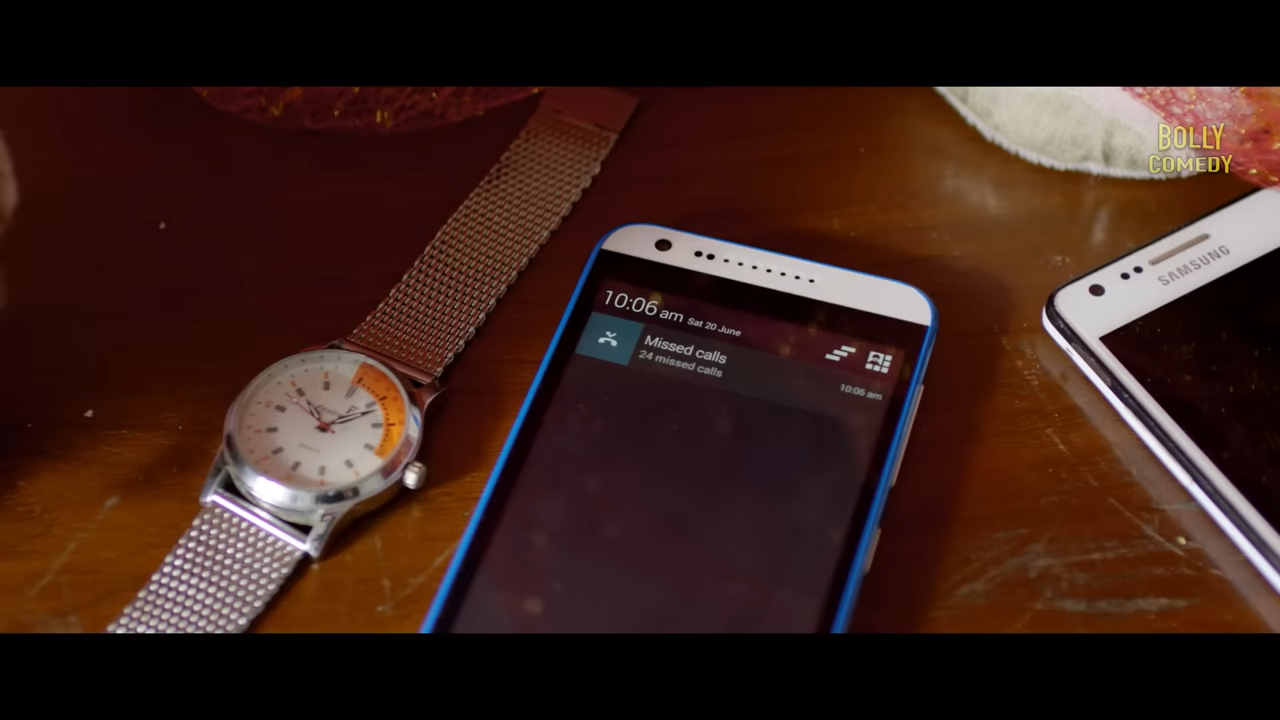 BOLLY
COMEDY
SAMSUNG
10:06 am Sat 20 June
Missed calls
24 missed calls
10:06 am